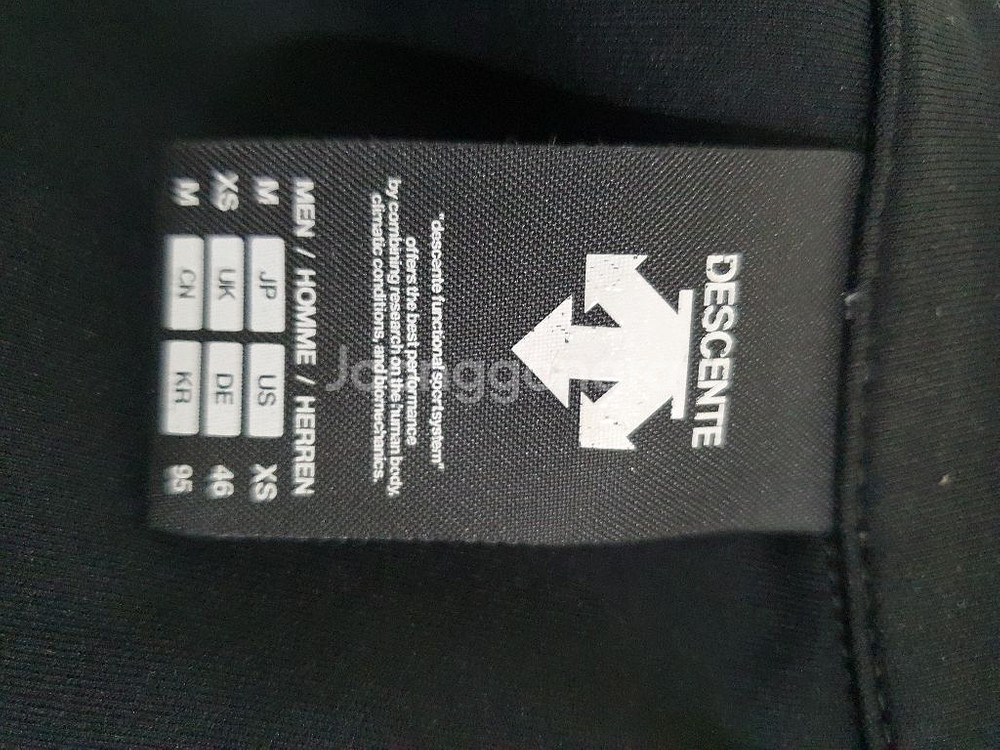 DESCENTE
"descente functional sportsystem"
offers the best performance
by combining research on the human body,
climatic conditions, and biomechanics.
MEN / HOMME / HERREN
M JP US XS
XS UK DE 46
M CN KR 95